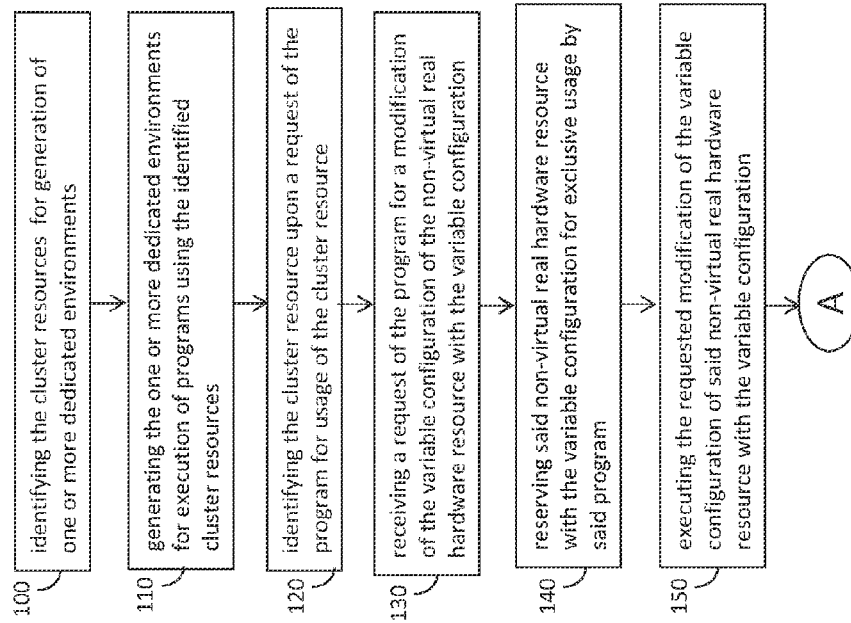 100
identifying the cluster resources for generation of
one or more dedicated environments
110
generating the one or more dedicated environments
for execution of programs using the identified
cluster resources
120
identifying the cluster resource upon a request of the
program for usage of the cluster resource
130
receiving a request of the program for a modification
of the variable configuration of the non-virtual real
hardware resource with the variable configuration
140
reserving said non-virtual real hardware resource
with the variable configuration for exclusive usage by
said program
150
executing the requested modification of the variable
configuration of said non-virtual real hardware
resource with the variable configuration
A